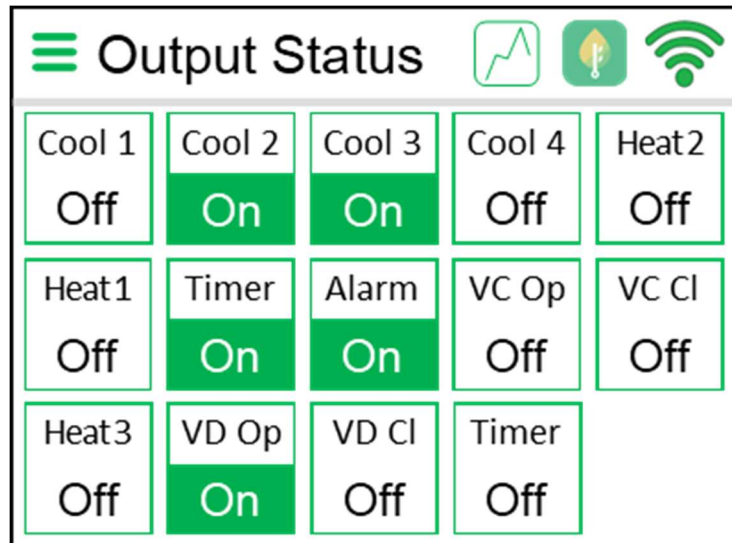 Output Status
Cool 1 Cool 2 Cool 3 Cool 4 Heat2
Off On On Off Off
Heat1 Timer Alarm VC Op VC Cl
Off On On Off Off
Heat3 VD Op VD Cl Timer
Off On Off Off